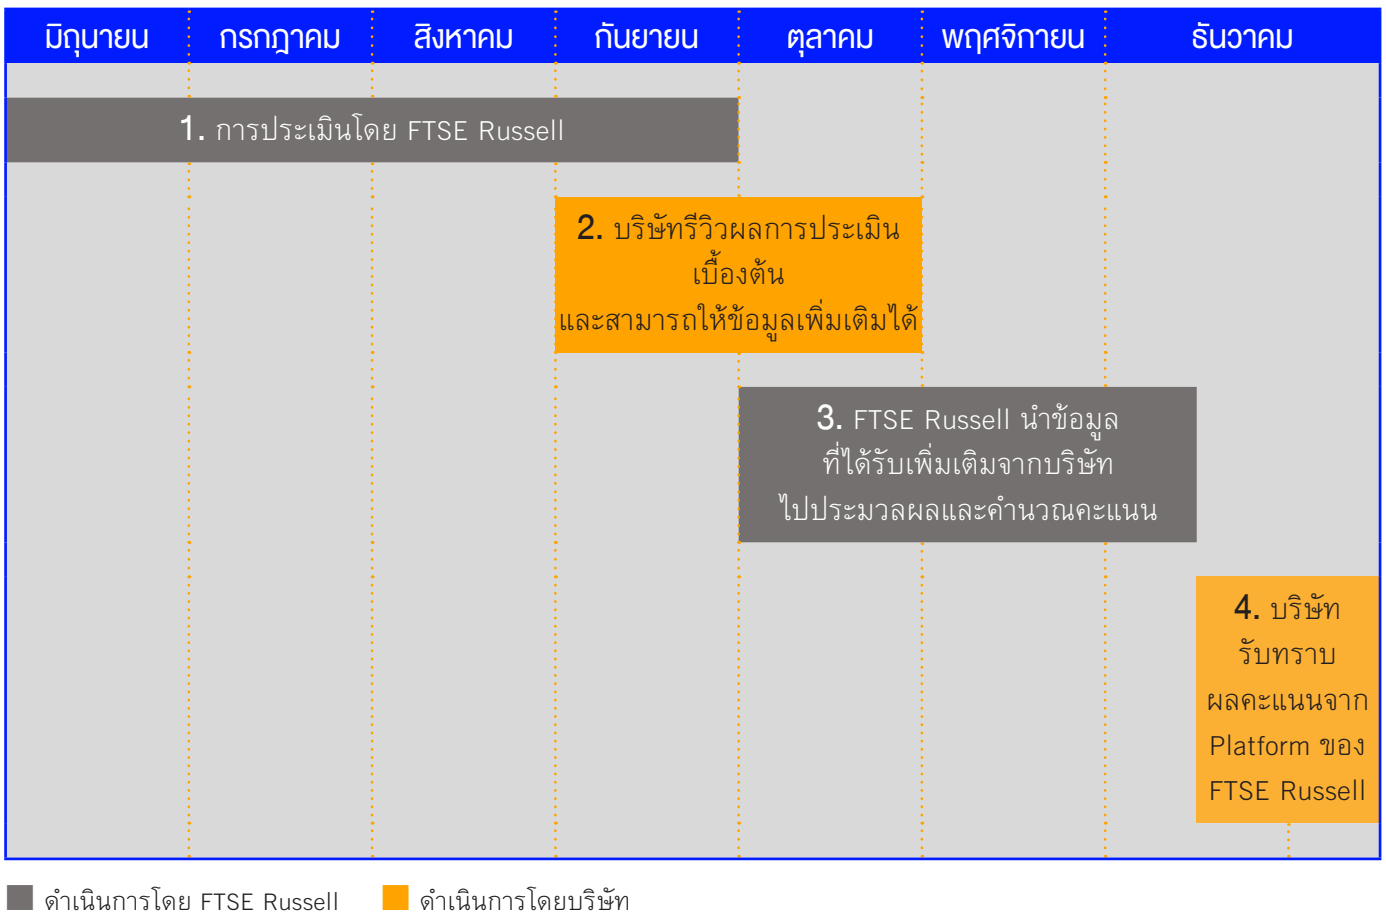 มิถุนายน กรกฎาคม สิงหาคม กันยายน ตุลาคม พฤศจิกายน ธันวาคม
1. การประเมินโดย FTSE Russell
2. บริษัทรีวิวผลการประเมิน
เบื้องต้น
และสามารถให้ข้อมูลเพิ่มเติมได้
3. FTSE Russell นำข้อมูล
ที่ได้รับเพิ่มเติมจากบริษัท
ไปประมวลผลและคำนวณคะแนน
4. บริษัท
รับทราบ
ผลคะแนนจาก
Platform ของ
FTSE Russell
ดำเนินการโดย FTSE Russell ดำเนินการโดยบริษัท